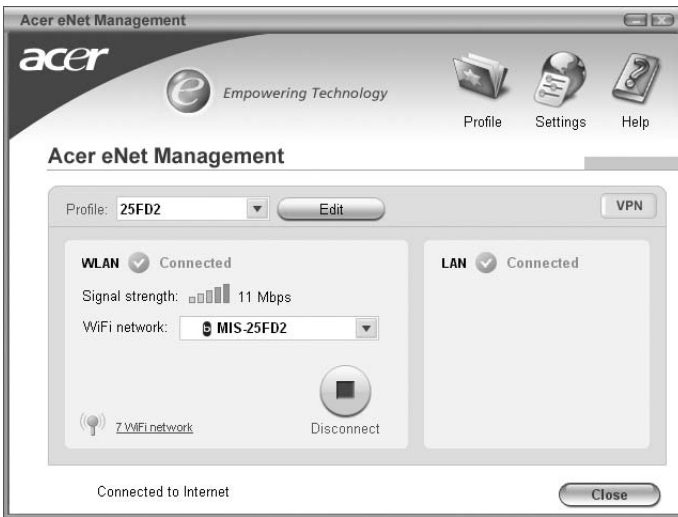 Acer eNet Management
acer
Empowering Technology
Profile
Settings
Help
Acer eNet Management
Profile: 25FD2
Edit
VPN
WLAN Connected
Signal strength: 11 Mbps
WiFi network: b MIS-25FD2
7 WiFi network
Disconnect
LAN Connected
Connected to Internet
Close